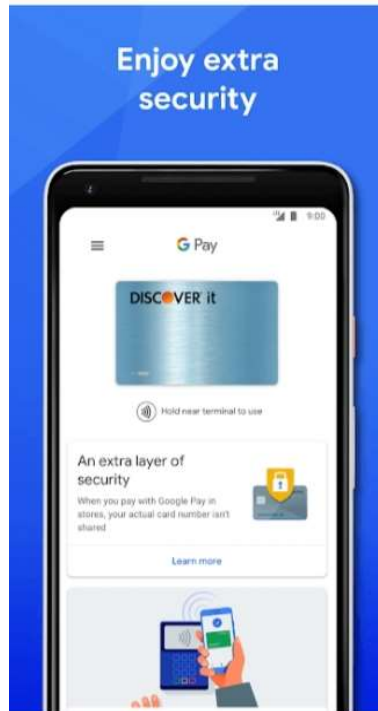 Enjoy extra
security
9:00
G Pay
DISCOVER it
Hold near terminal to use
An extra layer of
security
When you pay with Google Pay in
stores, your actual card number isn't
shared
Learn more